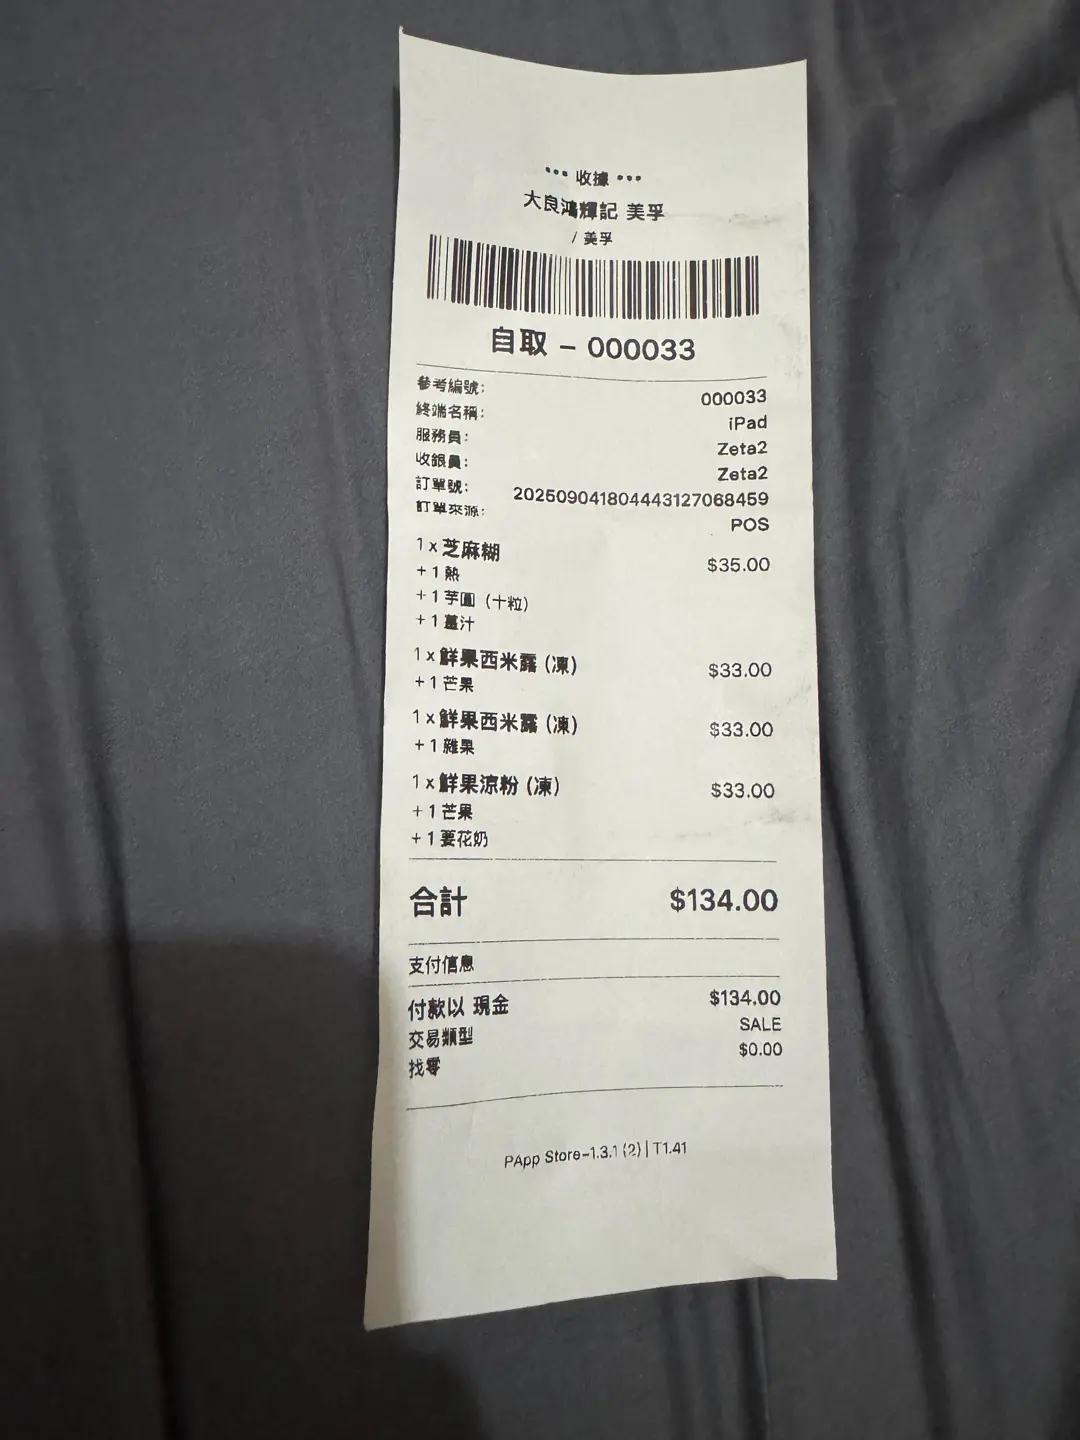 *** 收據 ***
大良鴻輝記 美孚
/ 美孚
自取 – 000033
參考編號: 000033
終端名稱: iPad
服務員: Zeta2
收銀員: Zeta2
訂單號: 202509041804443127068459
訂單來源: POS
1 x 芝麻糊 $35.00
+ 1 熱
+ 1 芋圓 (十粒)
+ 1 薑汁
1 x 鮮果西米露 (凍) $33.00
+ 1 芒果
1 x 鮮果西米露 (凍) $33.00
+ 1 雜果
1 x 鮮果涼粉 (凍) $33.00
+ 1 芒果
+ 1 要花奶
合計 $134.00
支付信息
付款以 現金 $134.00
交易類型 SALE
找零 $0.00
PApp Store-1.3.1 (2) | T1.41